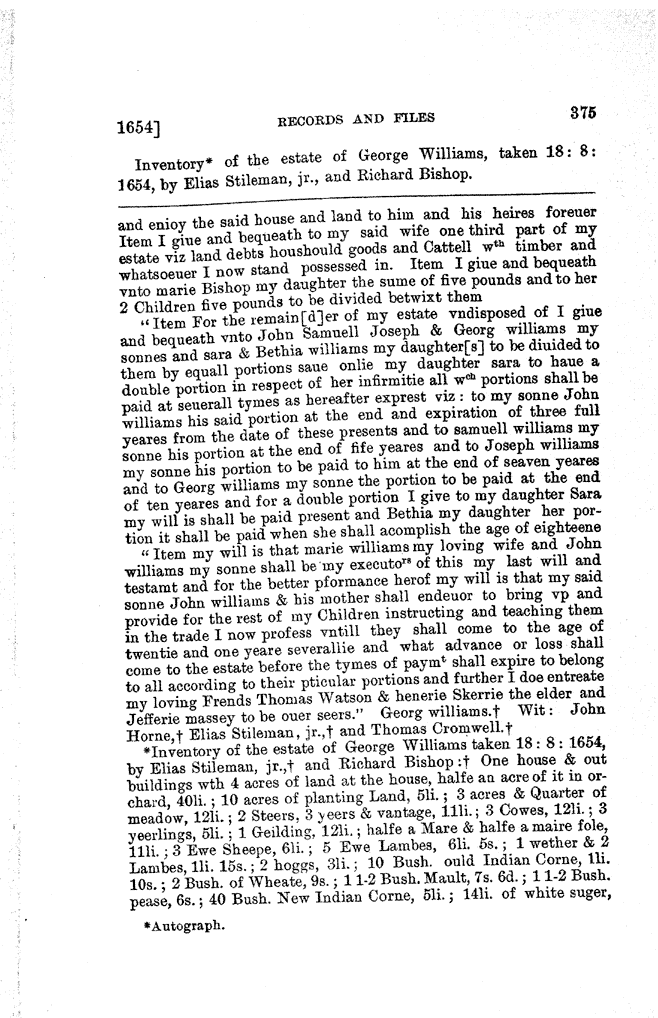 1654] RECORDS AND FILES 375
Inventory* of the estate of George Williams, taken 18: 8:
1654, by Elias Stileman, jr., and Richard Bishop.
and enioy the said house and land to him and his heires foreuer
Item I giue and bequeath to my said wife one third part of my
estate viz land debts houshould goods and Cattell wth timber and
whatsoeuer I now stand possessed in. Item I giue and bequeath
vnto marie Bishop my daughter the sume of five pounds and to her
2 Children five pounds to be divided betwixt them
"Item For the remain[d]er of my estate vndisposed of I giue
and bequeath vnto John Samuell Joseph & Georg williams my
sonnes and sara & Bethia williams my daughter[s] to be diuided to
them by equall portions saue onlie my daughter sara to haue a
double portion in respect of her infirmitie all wch portions shall be
paid at seuerall tymes as hereafter exprest viz: to my sonne John
williams his said portion at the end and expiration of three full
yeares from the date of these presents and to samuell williams my
sonne his portion at the end of fife yeares and to Joseph williams
my sonne his portion to be paid to him at the end of seaven yeares
and to Georg williams my sonne the portion to be paid at the end
of ten yeares and for a double portion I give to my daughter Sara
my will is shall be paid present and Bethia my daughter her por-
tion it shall be paid when she shall acomplish the age of eighteene
"Item my will is that marie williams my loving wife and John
williams my sonne shall be my executors of this my last will and
testamt and for the better pformance herof my will is that my said
sonne John williams & his mother shall endeuor to bring vp and
provide for the rest of my Children instructing and teaching them
in the trade I now profess vntill they shall come to the age of
twentie and one yeare severallie and what advance or loss shall
come to the estate before the tymes of paymt shall expire to belong
to all according to their pticular portions and further I doe entreate
my loving Frends Thomas Watson & henerie Skerrie the elder and
Jefferie massey to be ouer seers." Georg williams.† Wit: John
Horne,† Elias Stileman, jr.,† and Thomas Cromwell.†
*Inventory of the estate of George Williams taken 18: 8: 1654,
by Elias Stileman, jr.,† and Richard Bishop:† One house & out
buildings wth 4 acres of land at the house, halfe an acre of it in or-
chard, 40li.; 10 acres of planting Land, 5li.; 3 acres & Quarter of
meadow, 12li.; 2 Steers, 3 yeers & vantage, 11li.; 3 Cowes, 12li.; 3
yeerlings, 5li.; 1 Geilding, 12li.; halfe a Mare & halfe a maire fole,
11li.; 3 Ewe Sheepe, 6li.; 5 Ewe Lambes, 6li. 5s.; 1 wether & 2
Lambes, 1li. 15s.; 2 hoggs, 3li.; 10 Bush. ould Indian Corne, 1li.
10s.; 2 Bush. of Wheate, 9s.; 1 1-2 Bush. Mault, 7s. 6d.; 1 1-2 Bush.
pease, 6s.; 40 Bush. New Indian Corne, 5li.; 14li. of white suger,
*Autograph.